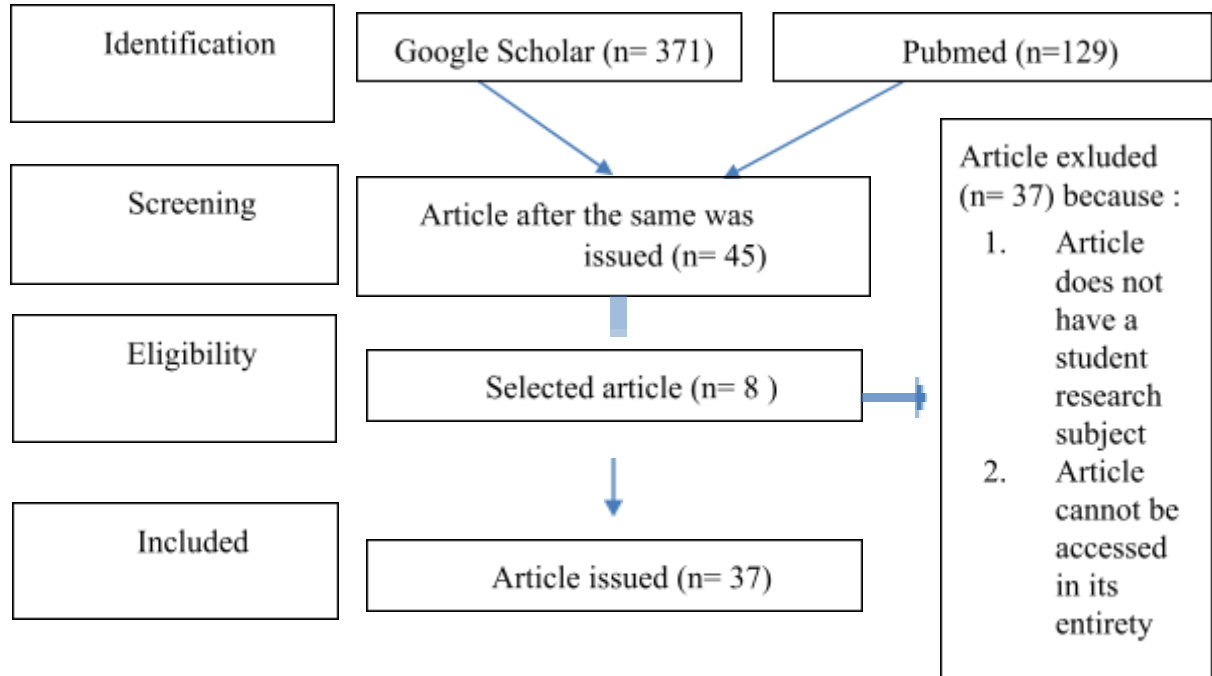 Identification
Google Scholar (n= 371)
Pubmed (n=129)
Screening
Article after the same was
issued (n= 45)
Eligibility
Selected article (n= 8 )
Included
Article issued (n= 37)
Article exluded
(n= 37) because :
1. Article
does not
have a
student
research
subject
2. Article
cannot be
accessed
in its
entirety